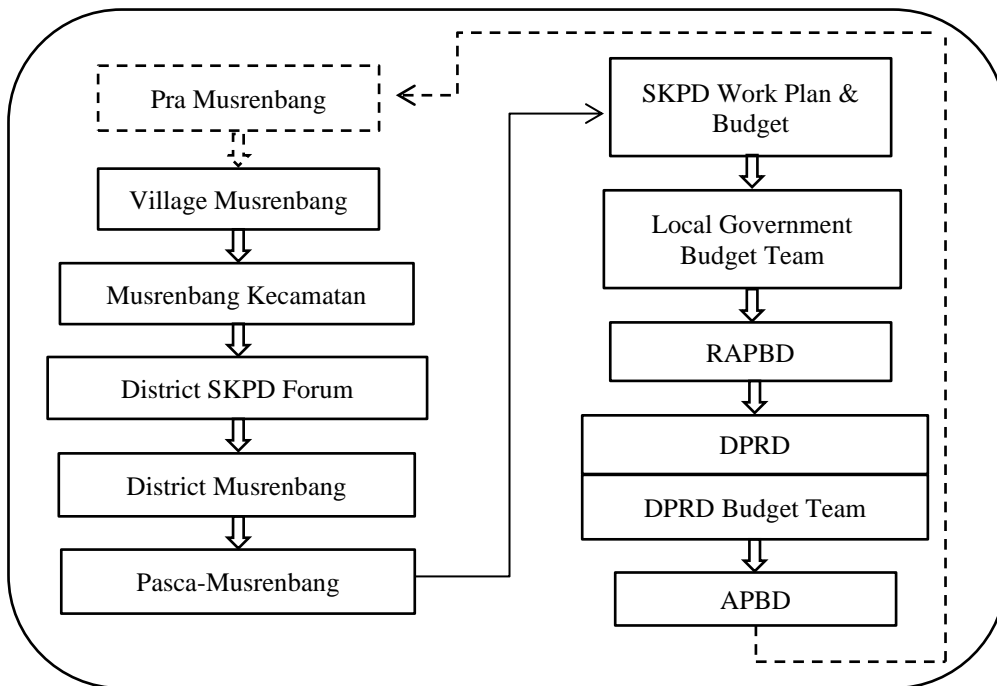 Pra Musrenbang
Village Musrenbang
Musrenbang Kecamatan
District SKPD Forum
District Musrenbang
Pasca-Musrenbang
SKPD Work Plan &
Budget
Local Government
Budget Team
RAPBD
DPRD
DPRD Budget Team
APBD